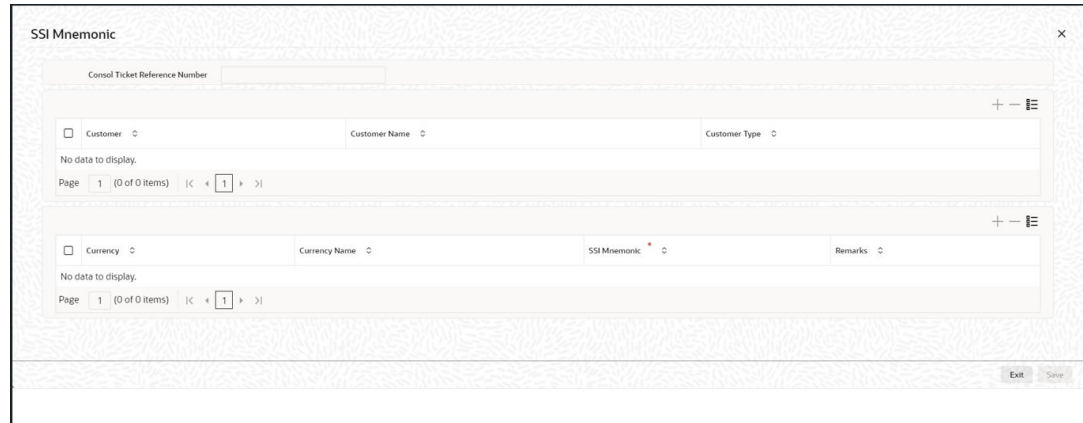 SSI Mnemonic
Consol Ticket Reference Number
Customer Customer Name Customer Type
No data to display.
Page 1 (0 of 0 items) 1
Currency Currency Name SSI Mnemonic * Remarks
No data to display.
Page 1 (0 of 0 items) 1
Exit Save